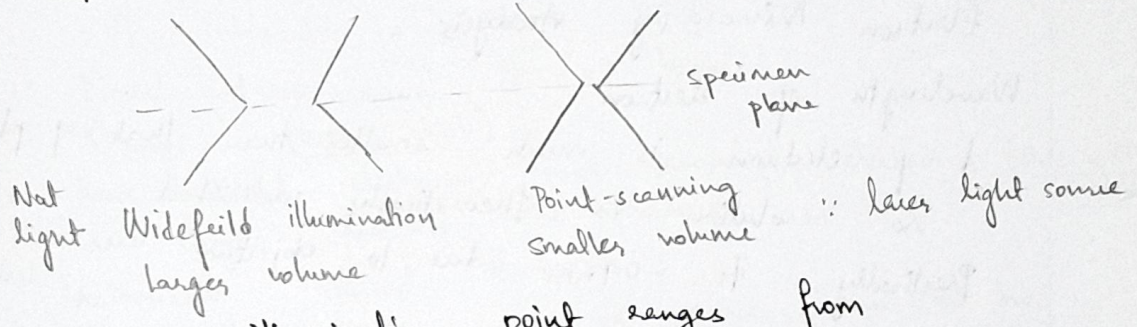 specimen
plane
Nat
light
Widefeild illumination
larger volume
Point-scanning
smaller volume
∵ laser light source
point ranges from